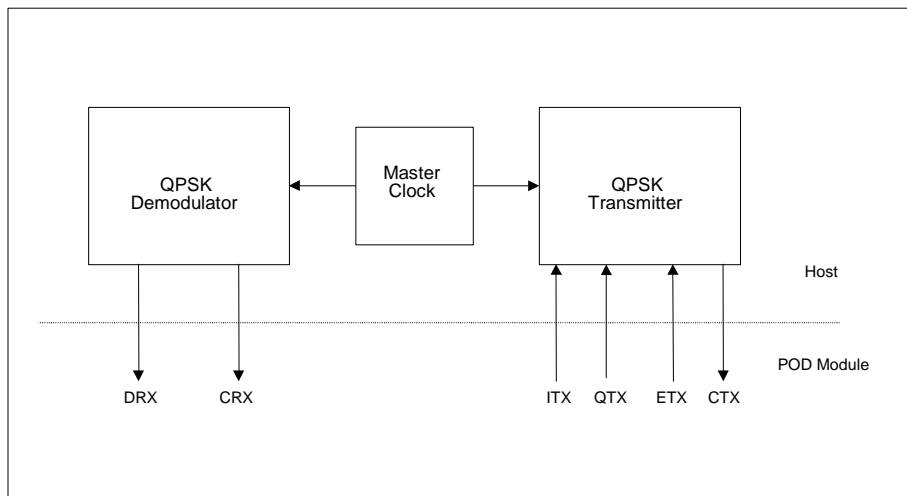 QPSK
Demodulator
Master
Clock
QPSK
Transmitter
Host
POD Module
DRX
CRX
ITX
QTX
ETX
CTX